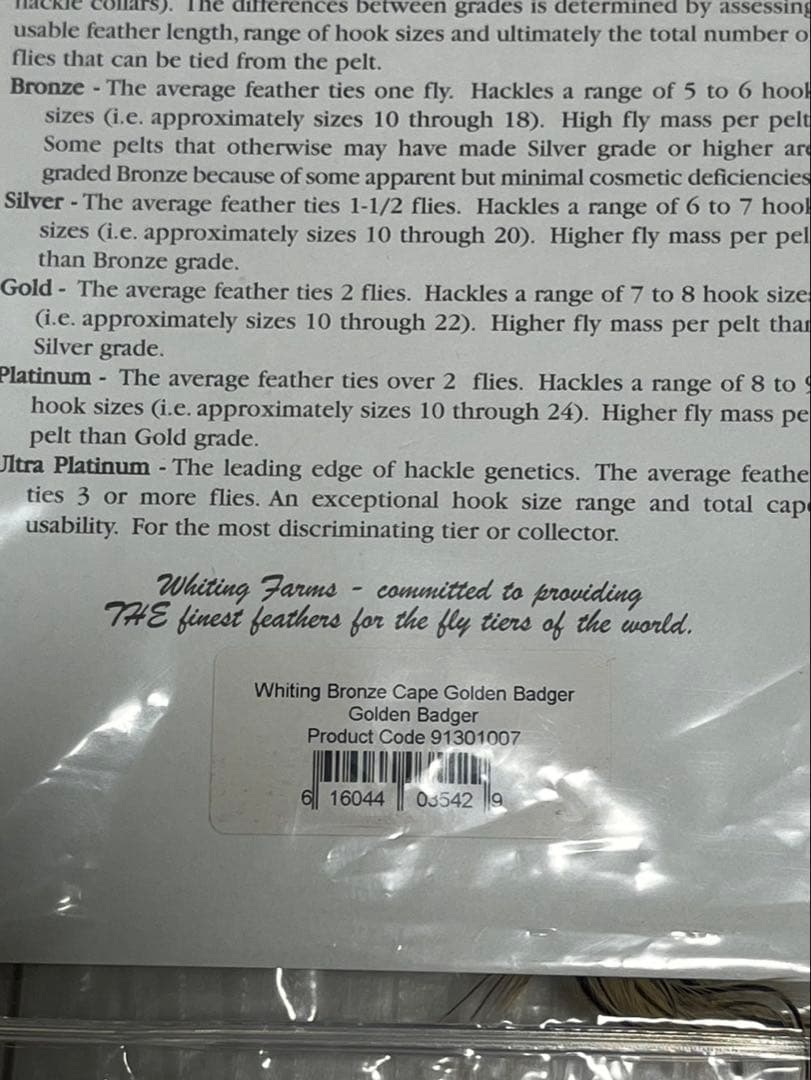 hackle collars). The differences between grades is determined by assessing
usable feather length, range of hook sizes and ultimately the total number o
flies that can be tied from the pelt.
Bronze - The average feather ties one fly. Hackles a range of 5 to 6 hook
sizes (i.e. approximately sizes 10 through 18). High fly mass per pelt
Some pelts that otherwise may have made Silver grade or higher are
graded Bronze because of some apparent but minimal cosmetic deficiencies
Silver - The average feather ties 1-1/2 flies. Hackles a range of 6 to 7 hook
sizes (i.e. approximately sizes 10 through 20). Higher fly mass per pel
than Bronze grade.
Gold - The average feather ties 2 flies. Hackles a range of 7 to 8 hook sizes
(i.e. approximately sizes 10 through 22). Higher fly mass per pelt than
Silver grade.
Platinum - The average feather ties over 2 flies. Hackles a range of 8 to 9
hook sizes (i.e. approximately sizes 10 through 24). Higher fly mass pe
pelt than Gold grade.
Ultra Platinum - The leading edge of hackle genetics. The average feathe
ties 3 or more flies. An exceptional hook size range and total cape
usability. For the most discriminating tier or collector.
Whiting Farms - committed to providing
THE finest feathers for the fly tiers of the world.
Whiting Bronze Cape Golden Badger
Golden Badger
Product Code 91301007
6 16044 03542 9